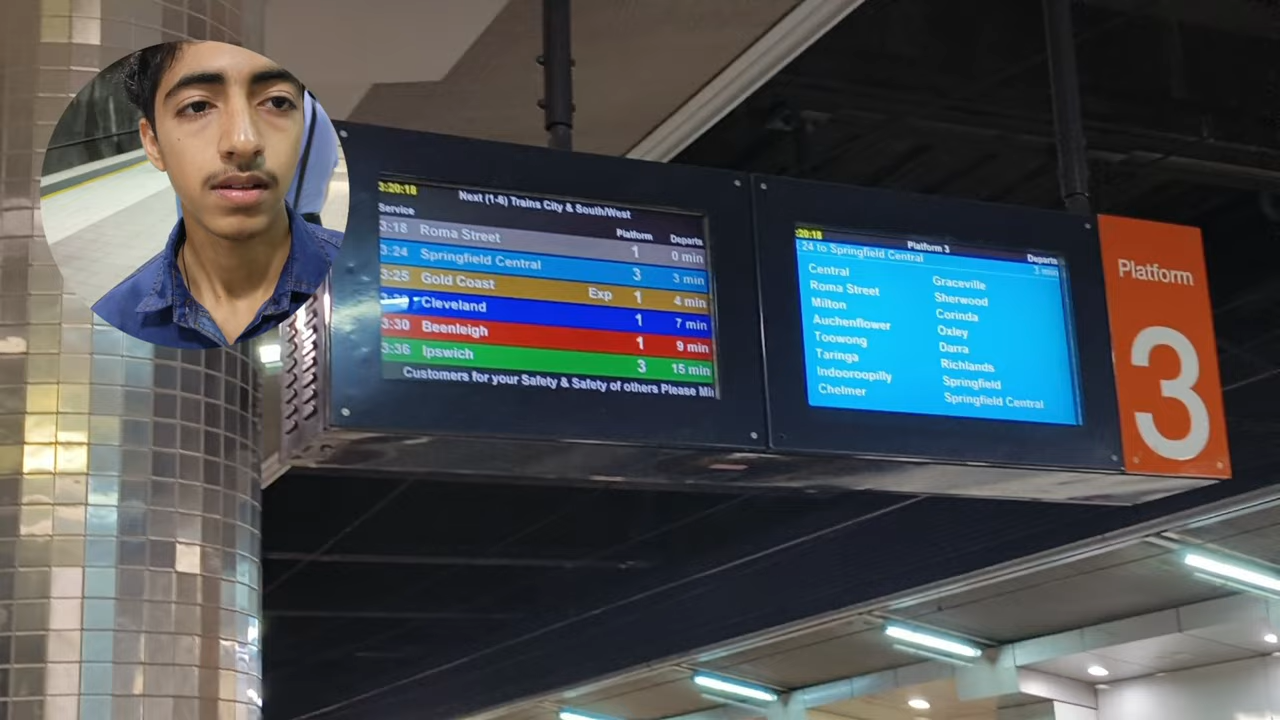 3:20:18
Next (1-6) Trains City & South/West
Service Platform Departs
3:18 Roma Street 1 0 min
3:24 Springfield Central 3 3 min
3:25 Gold Coast Exp 1 4 min
Cleveland 1 7 min
3:30 Beenleigh 1 9 min
3:36 Ipswich 3 15 min
Customers for your Safety & Safety of others Please
:20:18 Platform 3 Departs
24 to Springfield Central 3 min
Central
Roma Street
Milton
Auchenflower
Toowong
Taringa
Indooroopilly
Chelmer
Graceville
Sherwood
Corinda
Oxley
Darra
Richlands
Springfield
Springfield Central
Platform
3